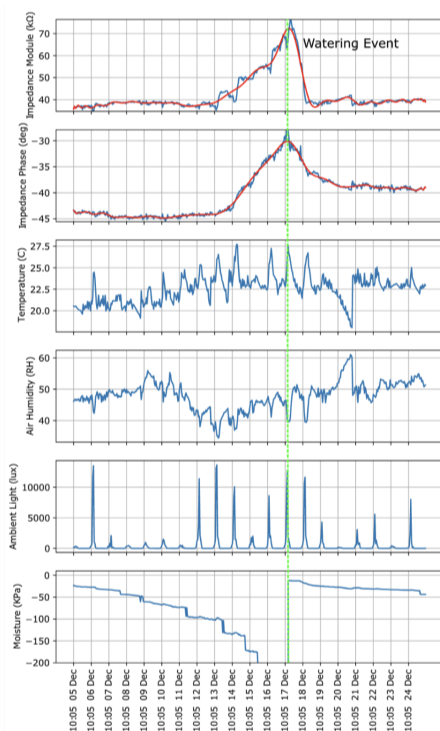 Impedance Module (kΩ)
70
60
50
40
Watering Event
Impedance Phase (deg)
−30
−35
−40
−45
Temperature (C)
27.5
25.0
22.5
20.0
Air Humidity (RH)
60
50
40
Ambient Light (lux)
10000
5000
0
Moisture (KPa)
0
−50
−100
−150
−200
10:05 05 Dec
10:05 06 Dec
10:05 07 Dec
10:05 08 Dec
10:05 09 Dec
10:05 10 Dec
10:05 11 Dec
10:05 12 Dec
10:05 13 Dec
10:05 14 Dec
10:05 15 Dec
10:05 16 Dec
10:05 17 Dec
10:05 18 Dec
10:05 19 Dec
10:05 20 Dec
10:05 21 Dec
10:05 22 Dec
10:05 23 Dec
10:05 24 Dec